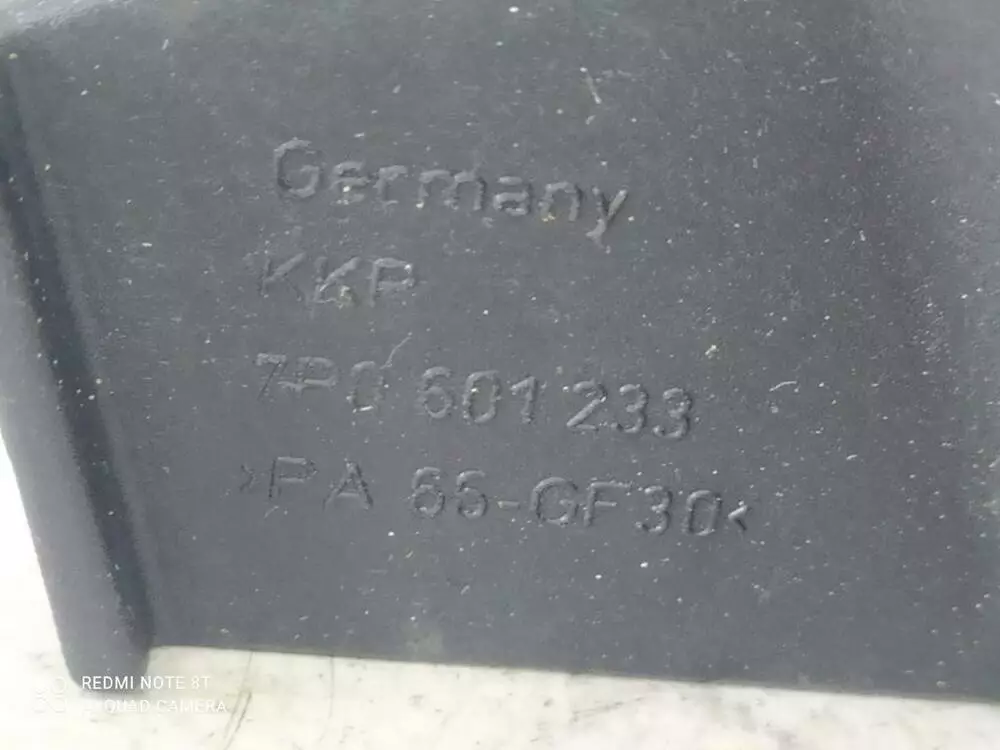 Germany
KKP
7P0 601 233
>PA 66-GF30<
REDMI NOTE 8T
AI QUAD CAMERA